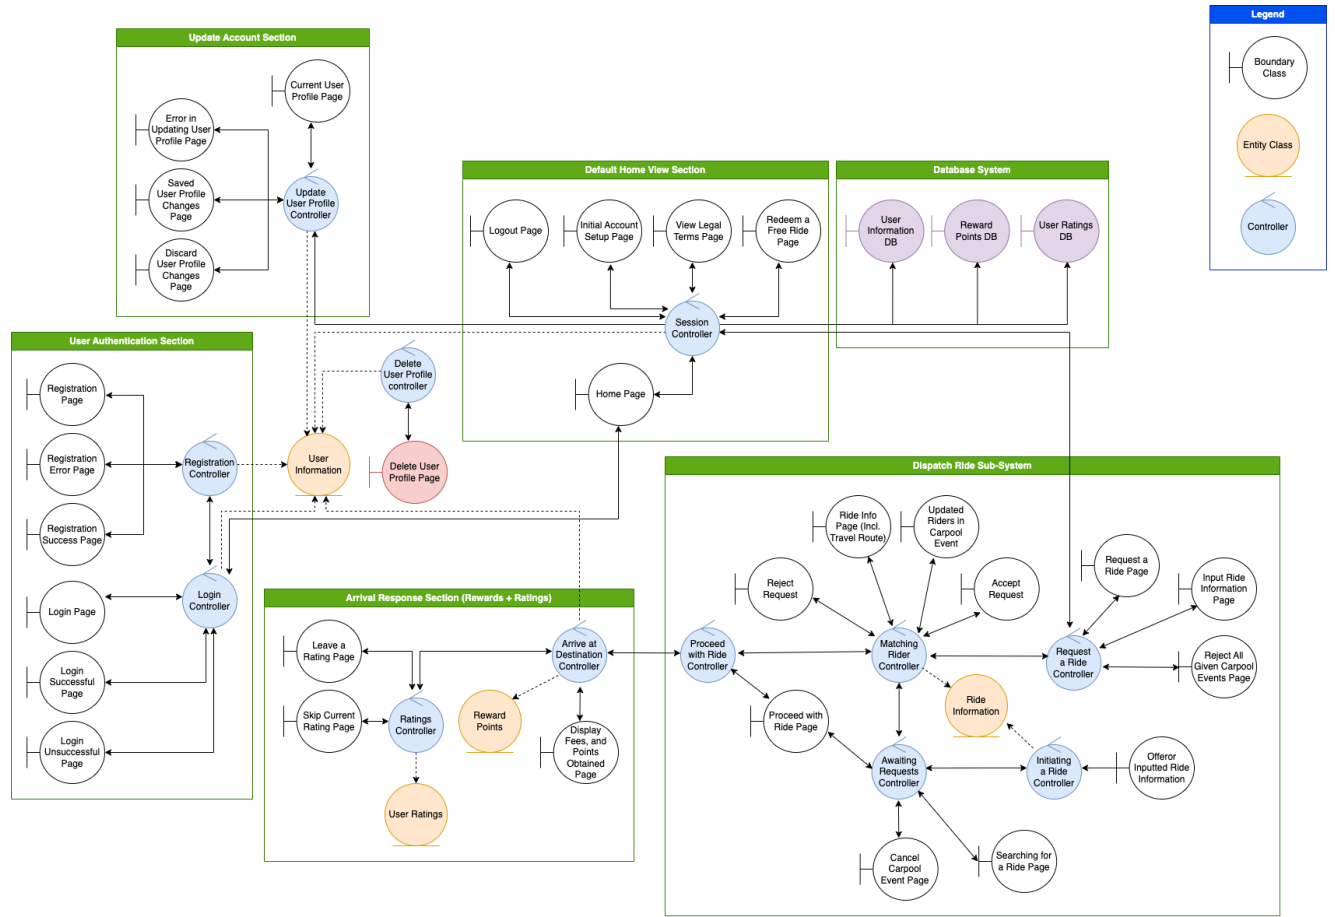 Legend
Boundary
Class
Entity Class
Controller
Update Account Section
Current User
Profile Page
Error in
Updating User
Profile Page
Saved
User Profile
Changes
Page
Update
User Profile
Controller
Discard
User Profile
Changes
Page
Default Home View Section
Logout Page
Initial Account
Setup Page
View Legal
Terms Page
Redeem a
Free Ride
Page
Session
Controller
Home Page
Database System
User
Information
DB
Reward
Points DB
User Ratings
DB
User Authentication Section
Registration
Page
Registration
Error Page
Registration
Success Page
Registration
Controller
Login Page
Login
Controller
Login
Successful
Page
Login
Unsuccessful
Page
Delete
User Profile
controller
User
Information
Delete User
Profile Page
Arrival Response Section (Rewards + Ratings)
Leave a
Rating Page
Skip Current
Rating Page
Ratings
Controller
User Ratings
Reward
Points
Arrive at
Destination
Controller
Display
Fees, and
Points
Obtained
Page
Dispatch Ride Sub-System
Ride Info
Page (Incl.
Travel Route)
Updated
Riders in
Carpool
Event
Reject
Request
Accept
Request
Request a
Ride Page
Input Ride
Information
Page
Proceed
with Ride
Controller
Matching
Rider
Controller
Request
a Ride
Controller
Reject All
Given Carpool
Events Page
Ride
Information
Proceed with
Ride Page
Awaiting
Requests
Controller
Initiating
a Ride
Controller
Offeror
Inputted Ride
Information
Cancel
Carpool
Event Page
Searching for
a Ride Page